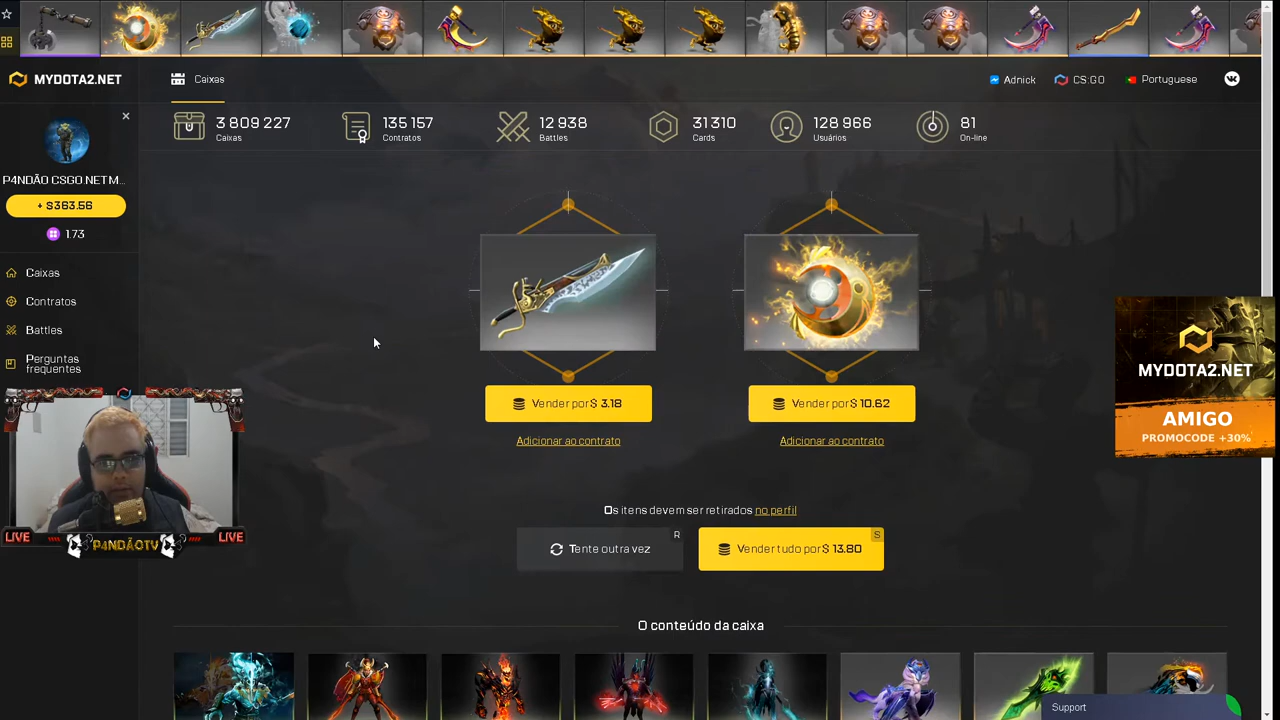 MYDOTA2.NET
Caixas
Adnick
CS:GO
Portuguese
3 809 227
Caixas
135 157
Contratos
12 938
Battles
31 310
Cards
128 966
Usuários
81
On-line
P4NDÃO CSGO NET M...
+ $363.56
1.73
Caixas
Contratos
Battles
Perguntas
frequentes
LIVE
P4NDÃOTV
LIVE
Vender por $ 3.18
Adicionar ao contrato
Vender por $ 10.62
Adicionar ao contrato
Os itens devem ser retirados no perfil
Tente outra vez
R
Vender tudo por $ 13.80
S
O conteúdo da caixa
MYDOTA2.NET
AMIGO
PROMOCODE +30%
Support